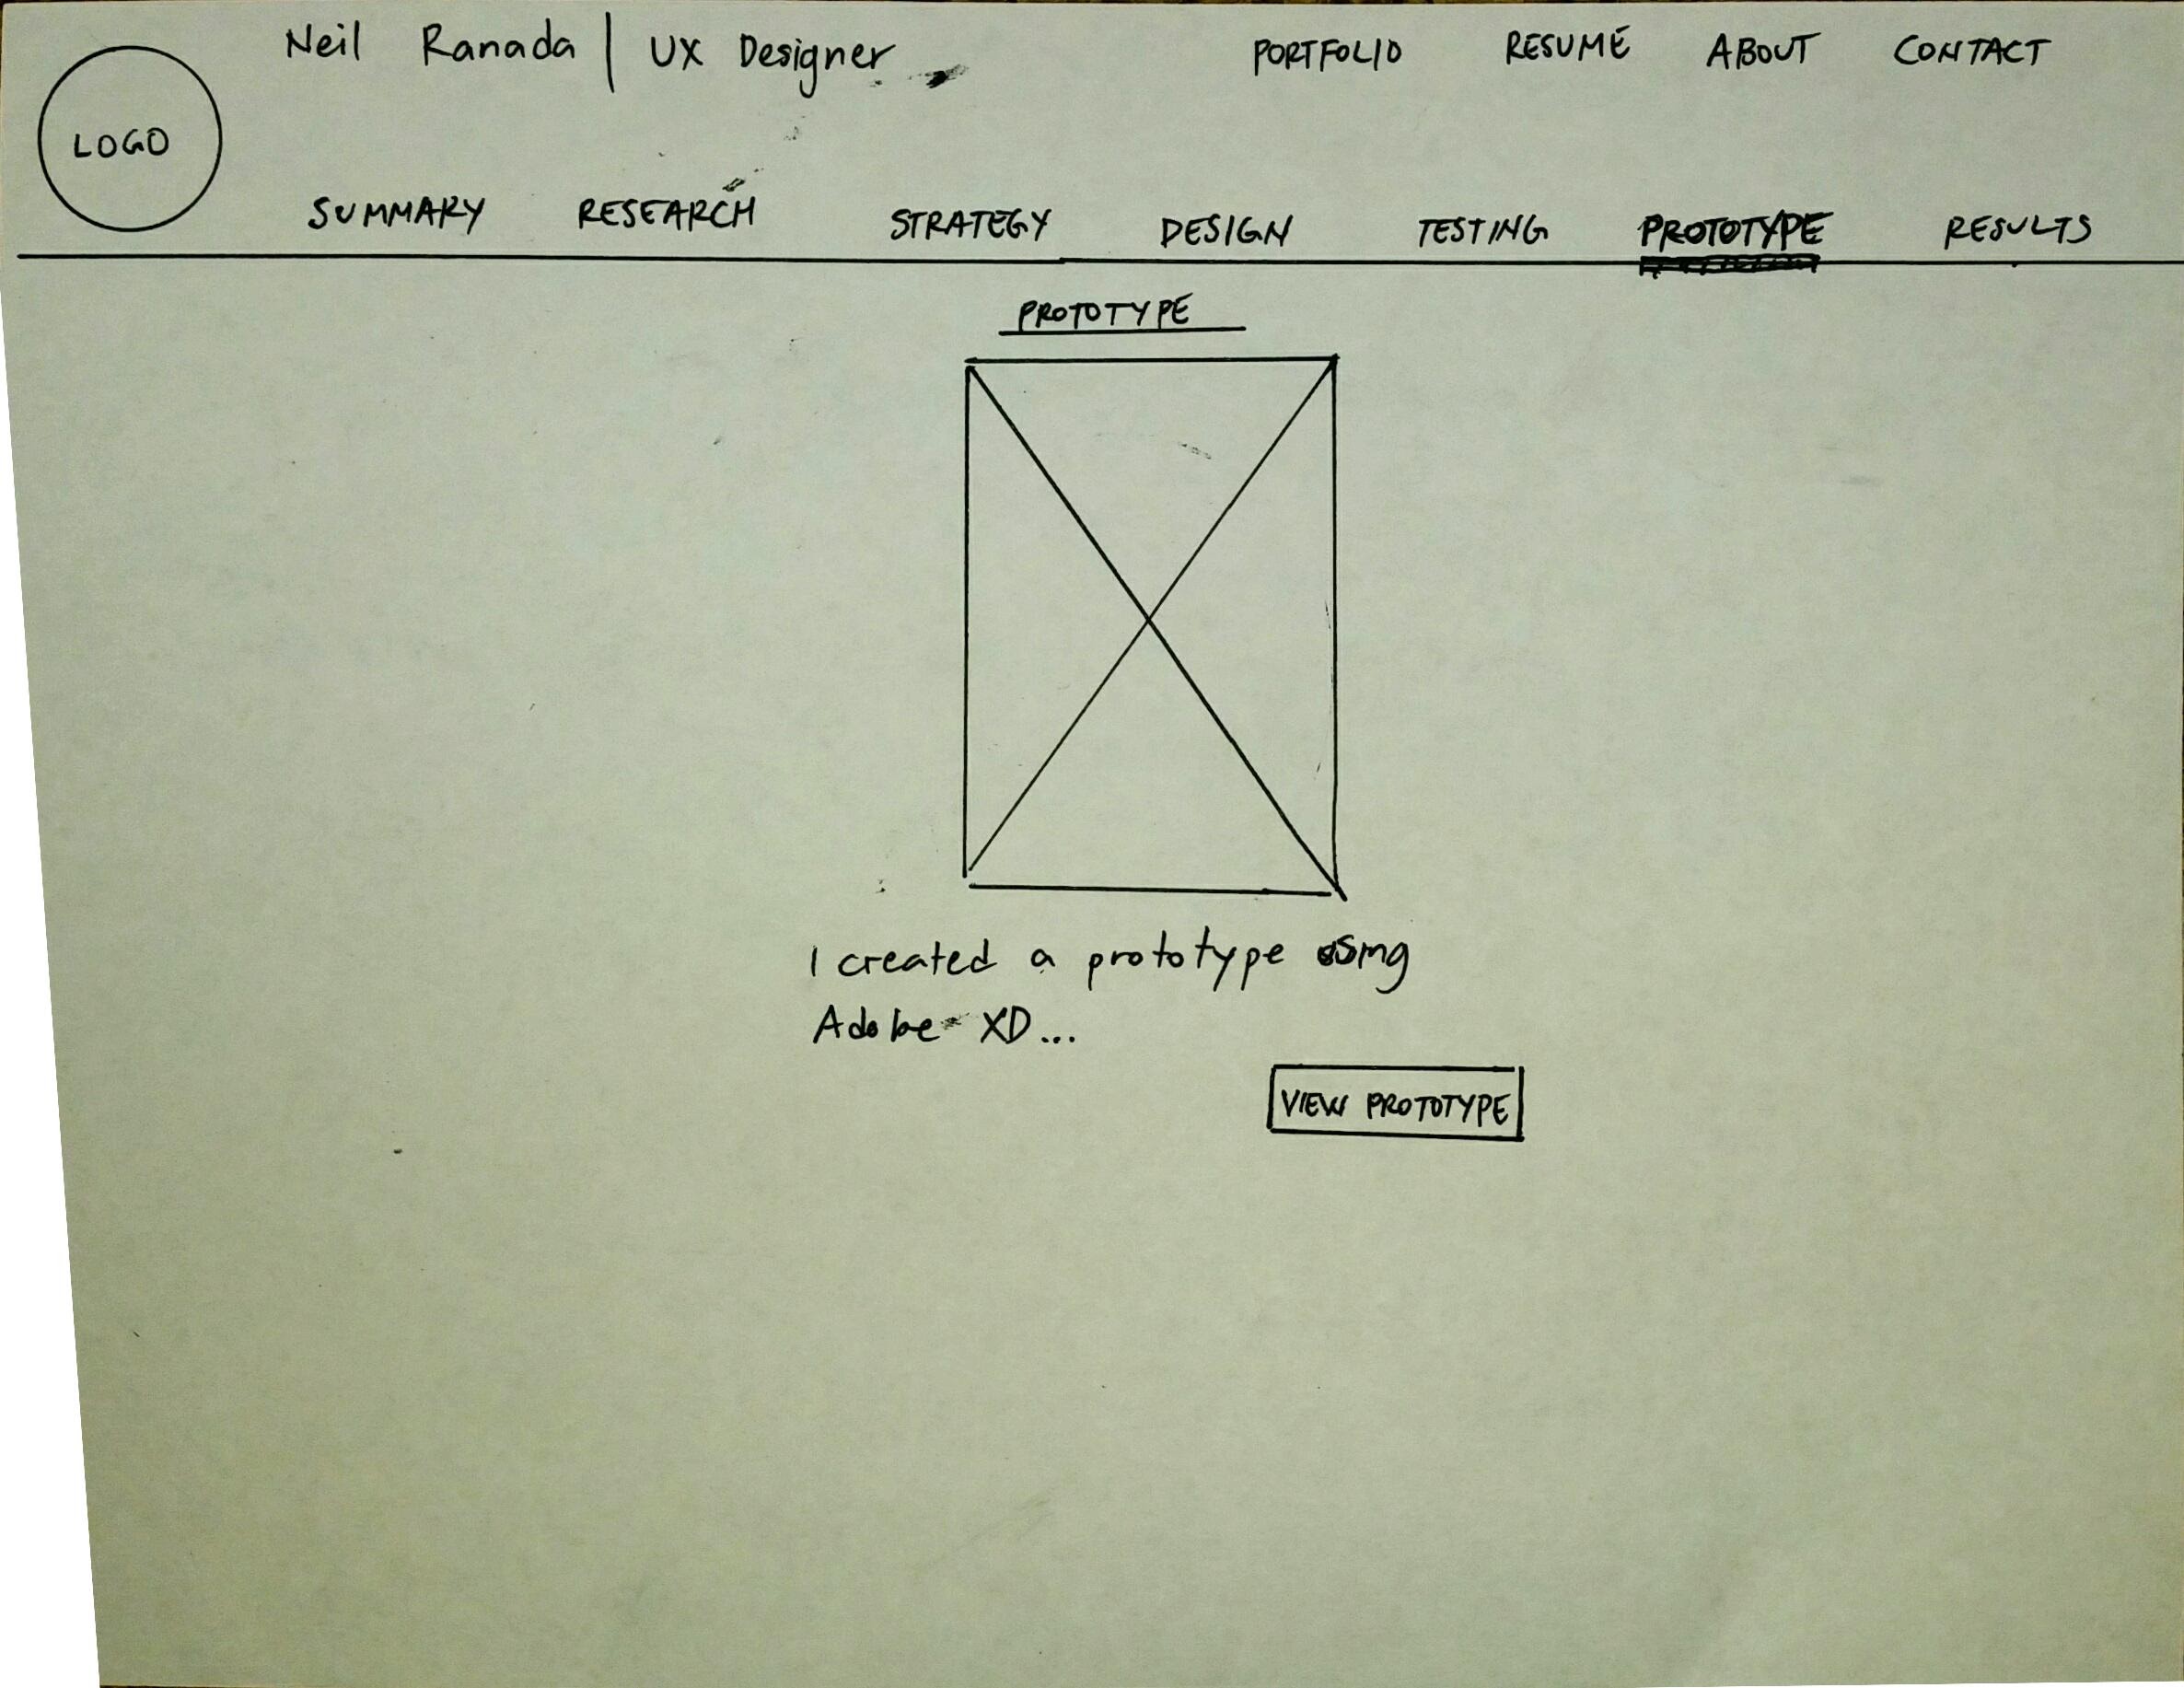 Neil Ranada | UX Designer
PORTFOLIO RESUME ABOUT CONTACT
LOGO
SUMMARY RESEARCH STRATEGY DESIGN TESTING PROTOTYPE RESULTS
PROTOTYPE
I created a prototype using
Adobe XD...
VIEW PROTOTYPE